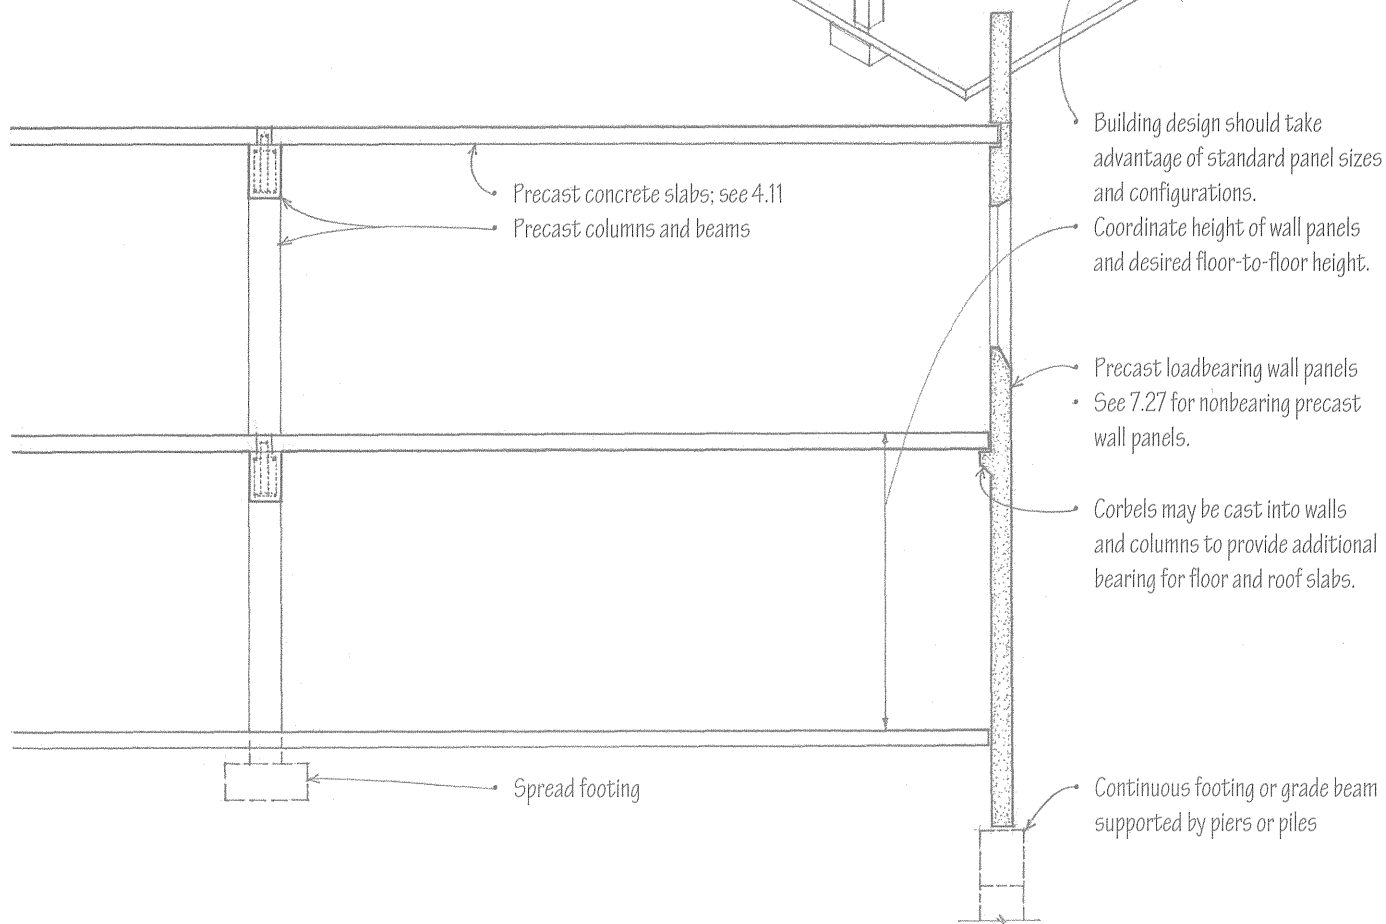 Building design should take
advantage of standard panel sizes
and configurations.
Precast concrete slabs; see 4.11
Precast columns and beams
Coordinate height of wall panels
and desired floor-to-floor height.
Precast loadbearing wall panels
See 7.27 for nonbearing precast
wall panels.
Corbels may be cast into walls
and columns to provide additional
bearing for floor and roof slabs.
Spread footing
Continuous footing or grade beam
supported by piers or piles